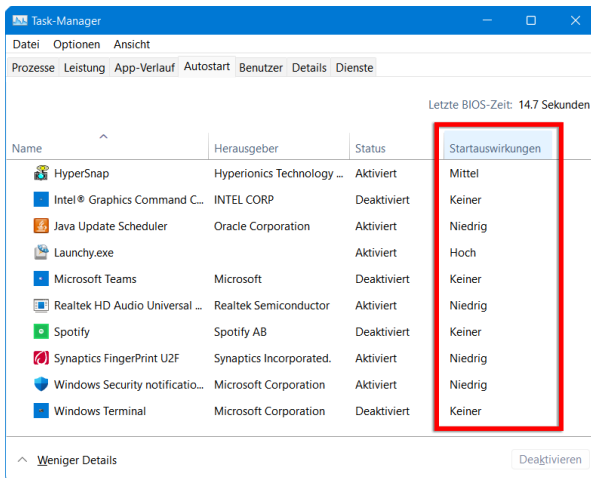 Task-Manager
Datei Optionen Ansicht
Prozesse Leistung App-Verlauf Autostart Benutzer Details Dienste
Letzte BIOS-Zeit: 14.7 Sekunden
Name Herausgeber Status Startauswirkungen
HyperSnap Hyperionics Technology ... Aktiviert Mittel
Intel® Graphics Command C... INTEL CORP Deaktiviert Keiner
Java Update Scheduler Oracle Corporation Aktiviert Niedrig
Launchy.exe Aktiviert Hoch
Microsoft Teams Microsoft Deaktiviert Keiner
Realtek HD Audio Universal ... Realtek Semiconductor Aktiviert Niedrig
Spotify Spotify AB Deaktiviert Keiner
Synaptics FingerPrint U2F Synaptics Incorporated. Aktiviert Niedrig
Windows Security notificatio... Microsoft Corporation Aktiviert Niedrig
Windows Terminal Microsoft Corporation Deaktiviert Keiner
Weniger Details Deaktivieren